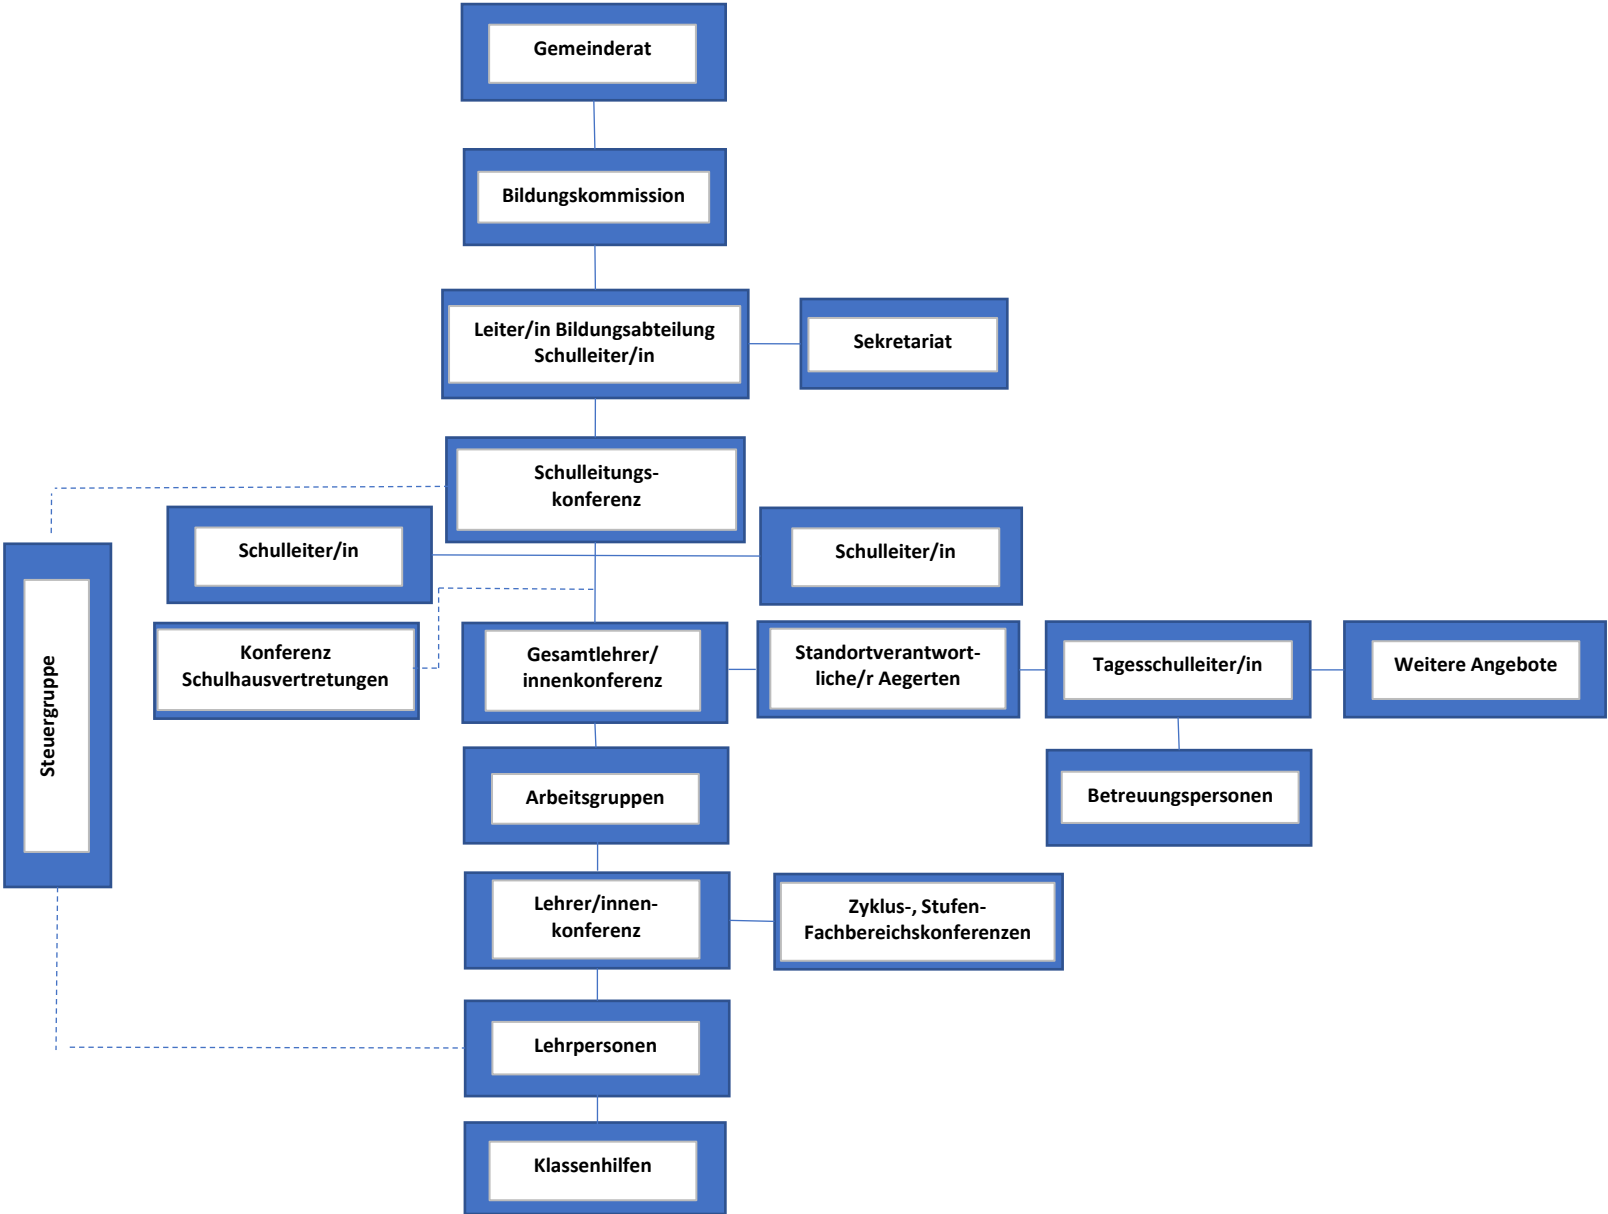 Gemeinderat
Bildungskommission
Leiter/in Bildungsabteilung
Schulleiter/in
Sekretariat
Schulleitungs-
konferenz
Schulleiter/in
Schulleiter/in
Steuergruppe
Konferenz
Schulhausvertretungen
Gesamtlehrer/
innenkonferenz
Standortverantwort-
liche/r Aegerten
Tagesschulleiter/in
Weitere Angebote
Arbeitsgruppen
Betreuungspersonen
Lehrer/innen-
konferenz
Zyklus-, Stufen-
Fachbereichskonferenzen
Lehrpersonen
Klassenhilfen